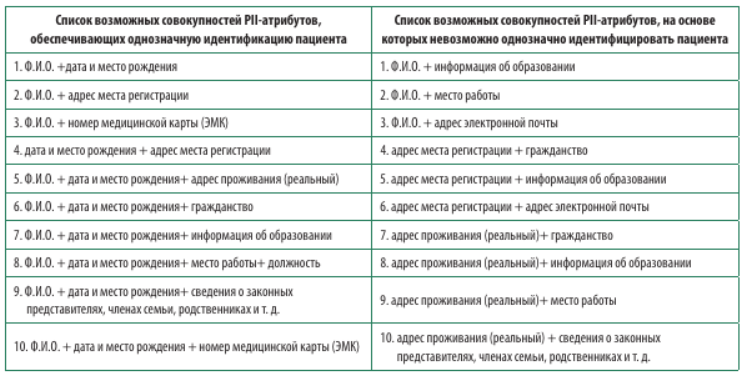 Список возможных совокупностей PII-атрибутов,
обеспечивающих однозначную идентификацию пациента
Список возможных совокупностей PII-атрибутов, на основе
которых невозможно однозначно идентифицировать пациента
1. Ф.И.О. +дата и место рождения
1. Ф.И.О. + информация об образовании
2. Ф.И.О. + адрес места регистрации
2. Ф.И.О. + место работы
3. Ф.И.О. + номер медицинской карты (ЭМК)
3. Ф.И.О. + адрес электронной почты
4. дата и место рождения + адрес места регистрации
4. адрес места регистрации + гражданство
5. Ф.И.О. + дата и место рождения+ адрес проживания (реальный)
5. адрес места регистрации + информация об образовании
6. Ф.И.О. + дата и место рождения+ гражданство
6. адрес места регистрации + адрес электронной почты
7. Ф.И.О. + дата и место рождения+ информация об образовании
7. адрес проживания (реальный)+ гражданство
8. Ф.И.О. + дата и место рождения+ место работы+ должность
8. адрес проживания (реальный)+ информация об образовании
9. Ф.И.О. + дата и место рождения+ сведения о законных
представителях, членах семьи, родственниках и т. д.
9. адрес проживания (реальный)+ место работы
10. Ф.И.О. + дата и место рождения + номер медицинской карты (ЭМК)
10. адрес проживания (реальный) + сведения о законных
представителях, членах семьи, родственниках и т. д.